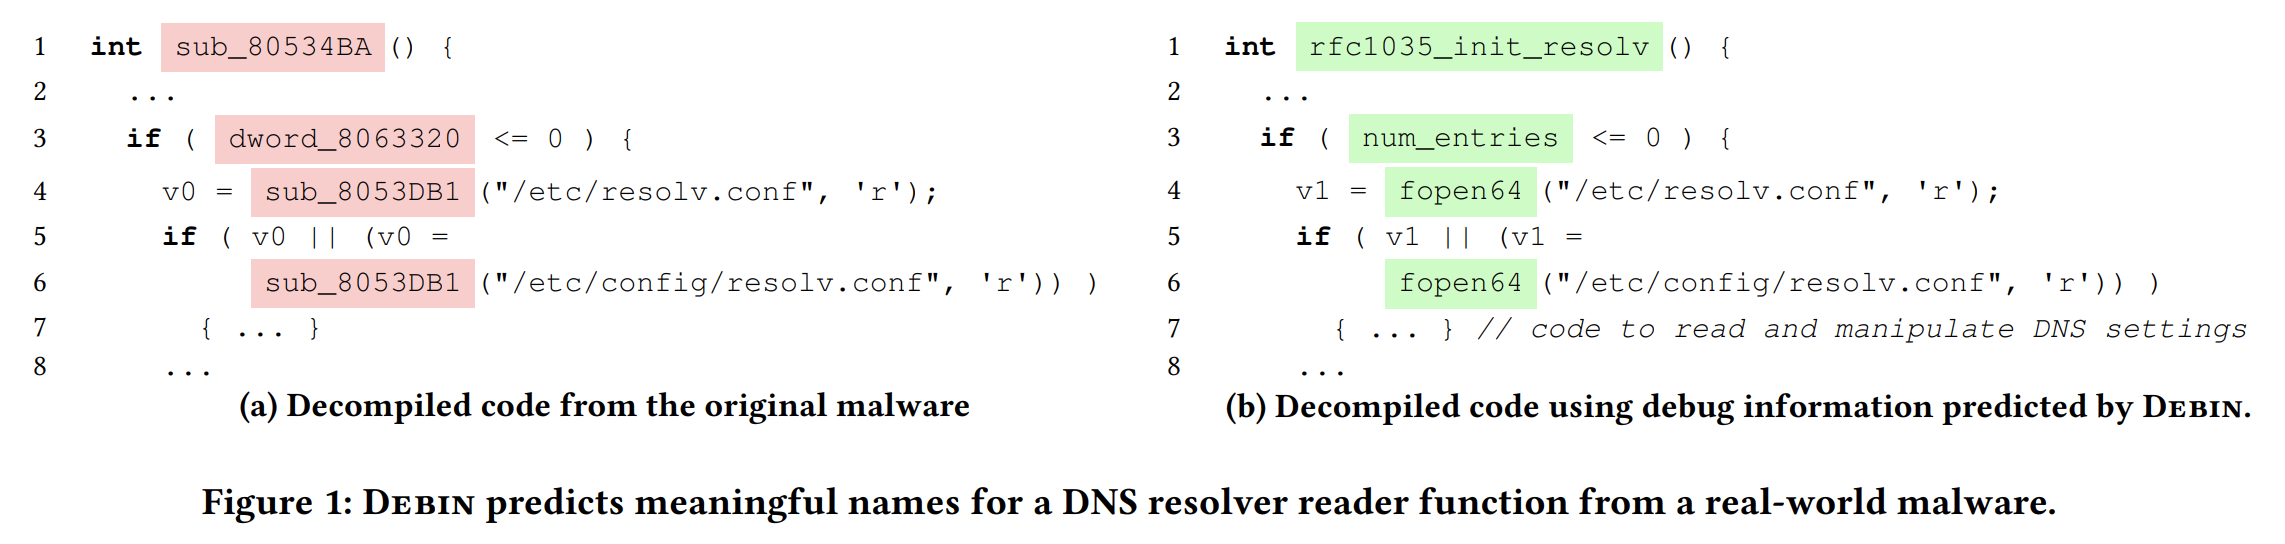 1 int sub_80534BA () {
2 ...
3 if ( dword_8063320 <= 0 ) {
4 v0 = sub_8053DB1 ("/etc/resolv.conf", 'r');
5 if ( v0 || (v0 =
6 sub_8053DB1 ("/etc/config/resolv.conf", 'r')) )
7 { ... }
8 ...
(a) Decompiled code from the original malware
1 int rfc1035_init_resolv () {
2 ...
3 if ( num_entries <= 0 ) {
4 v1 = fopen64 ("/etc/resolv.conf", 'r');
5 if ( v1 || (v1 =
6 fopen64 ("/etc/config/resolv.conf", 'r')) )
7 { ... } // code to read and manipulate DNS settings
8 ...
(b) Decompiled code using debug information predicted by DEBIN.
Figure 1: DEBIN predicts meaningful names for a DNS resolver reader function from a real-world malware.